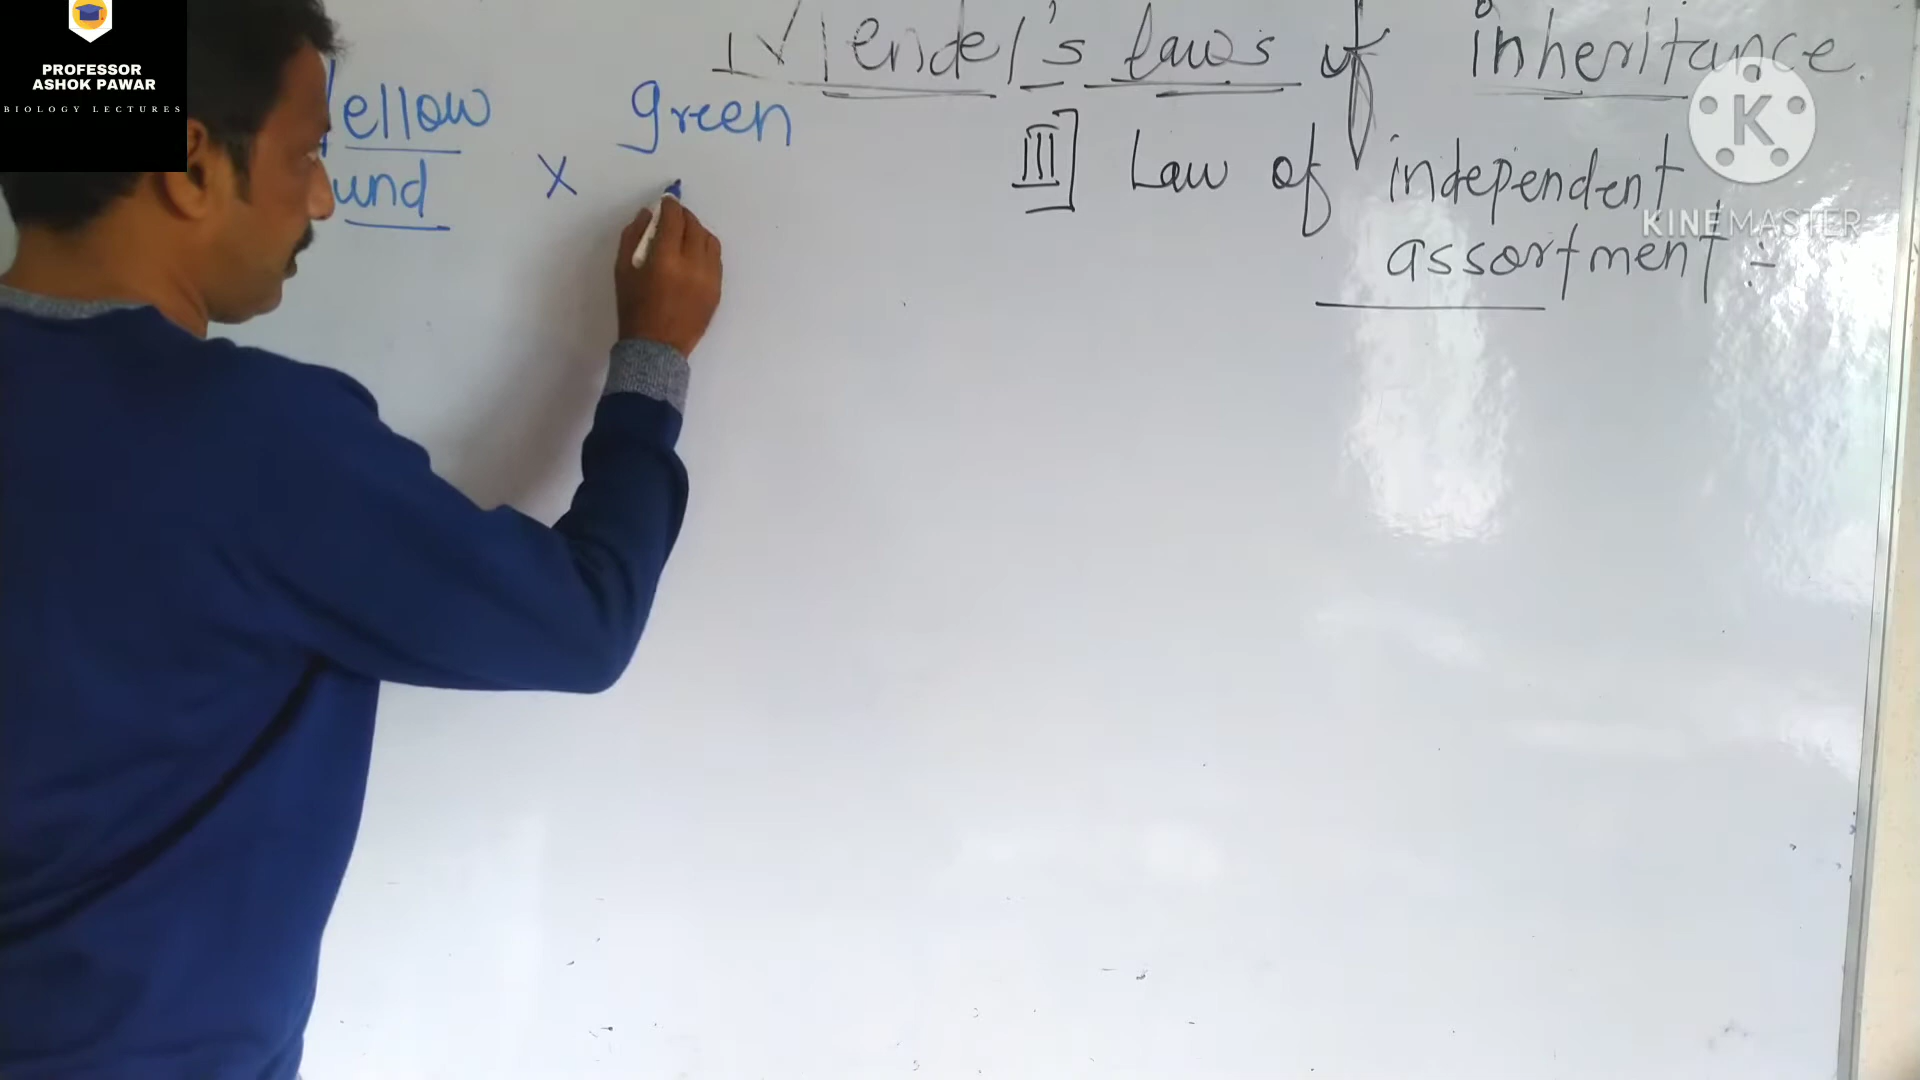 PROFESSOR
ASHOK PAWAR
BIOLOGY LECTURES
Mendel's laws of inheritance.
III] Law of independent
assortment :-
ellow
und
x
green
K
KINEMASTER